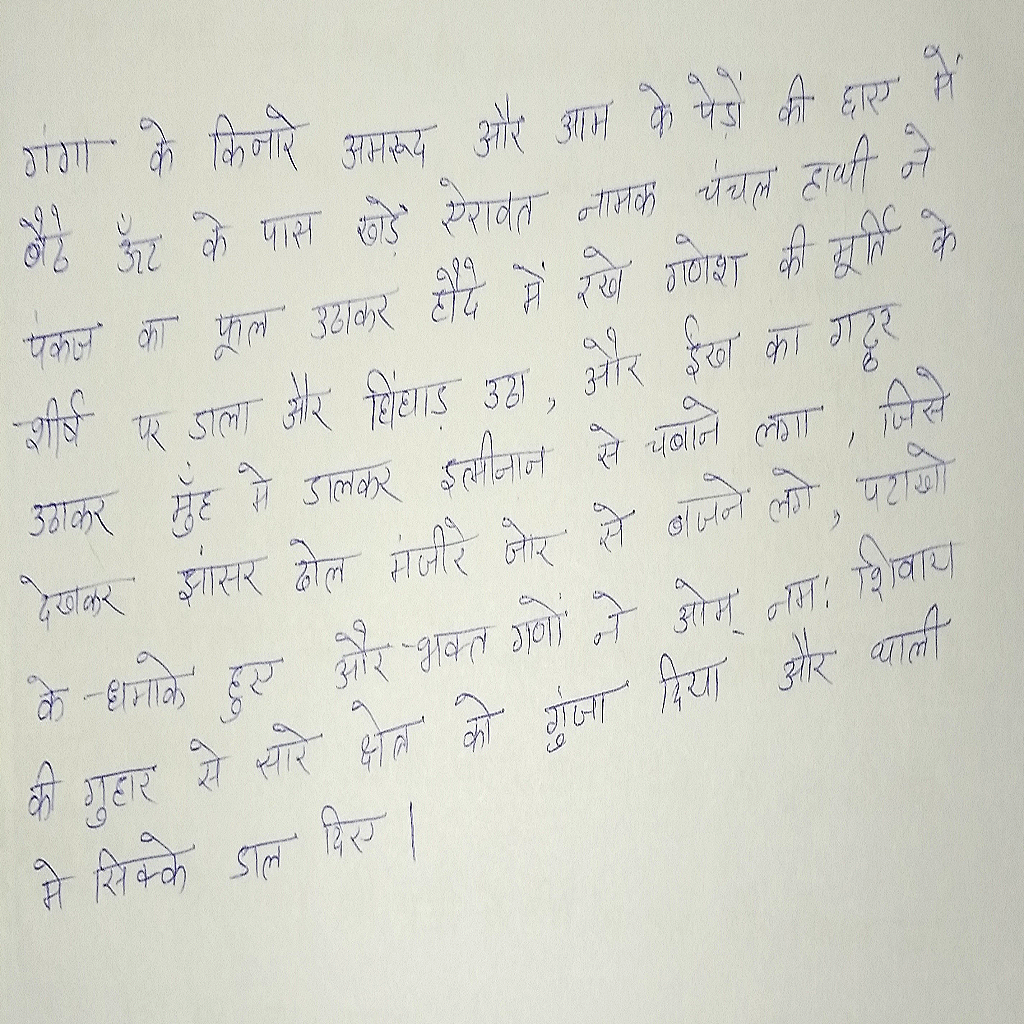 गंगा के किनारे अमरूद और आम के पेड़ों की छाए में
बैठे ऊँट के पास खड़े ऐरावत नामक चंचल हाथी ने
पंकज का फूल उठाकर हौदे में रखे गणेश की मूर्ति के
शीर्ष पर डाला और चिंघाड़ उठा, और ईख का गट्ठर
उठाकर मुँह मे डालकर इत्मीनान से चबाने लगा, जिसे
देखकर झांसर ढोल मंजीरे जोर से बाजने लगे, पटाखो
के धमाके हुए और भक्त गणों ने ओम् नमः शिवाय
की गुहार से सारे क्षेत्र को गुंजा दिया और थाली
मे सिक्के डाल दिए।